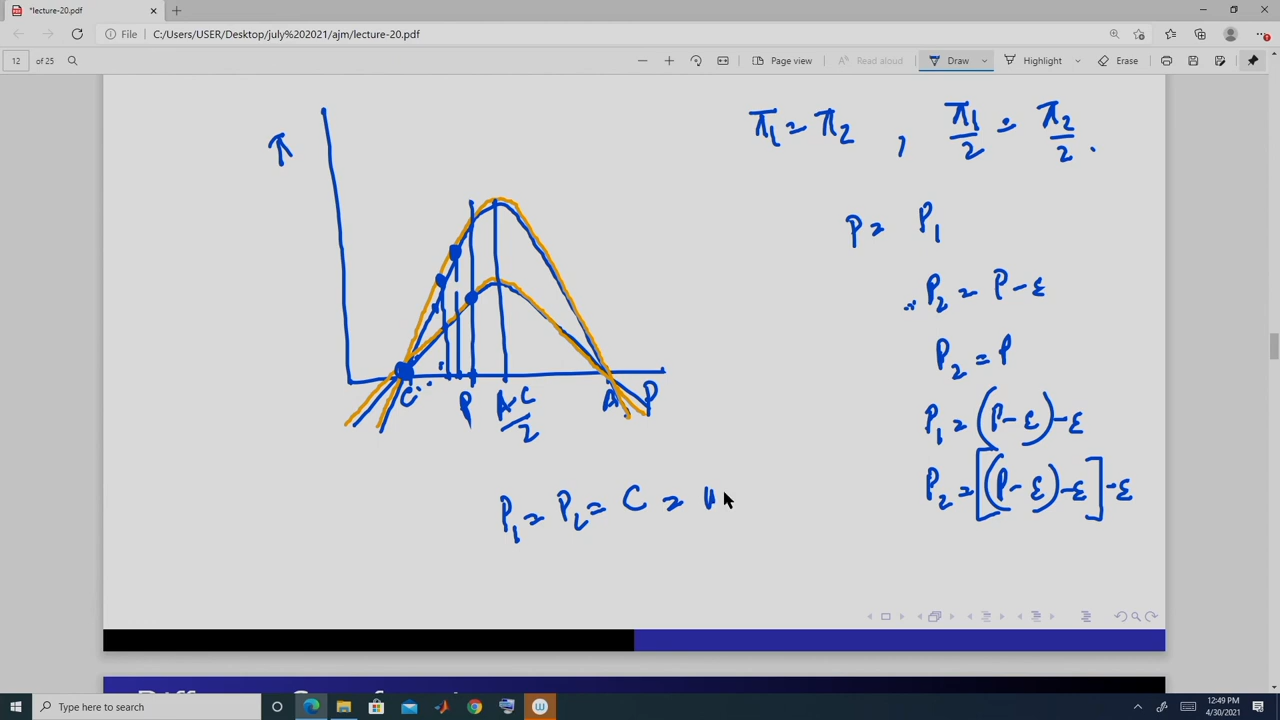 *lecture-20.pdf
File C:/Users/USER/Desktop/july%202021/ajm/lecture-20.pdf
12 of 25 Page view Read aloud Draw Highlight Erase
π
π1 = π2 , π1/2 = π2/2 .
P = P1
P2 = P-ε
P2 = P
P1 = (P-ε)-ε
P2 = [(P-ε)-ε]-ε
C P A+C/2 A P
P1 = P2 = C =
Type here to search
12:49 PM
4/30/2021